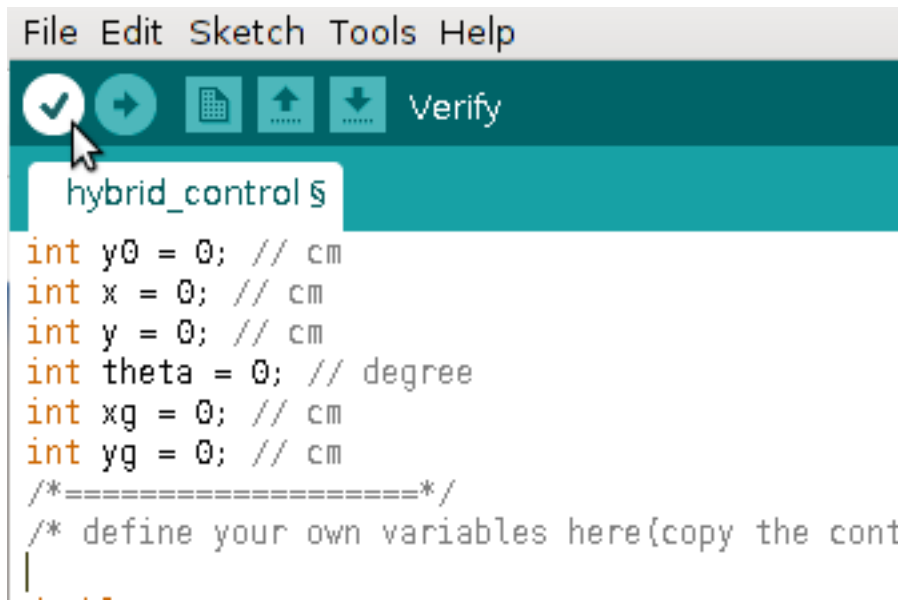 File Edit Sketch Tools Help
Verify
hybrid_control §
int y0 = 0; // cm
int x = 0; // cm
int y = 0; // cm
int theta = 0; // degree
int xg = 0; // cm
int yg = 0; // cm
/*===================*/
/* define your own variables here(copy the cont